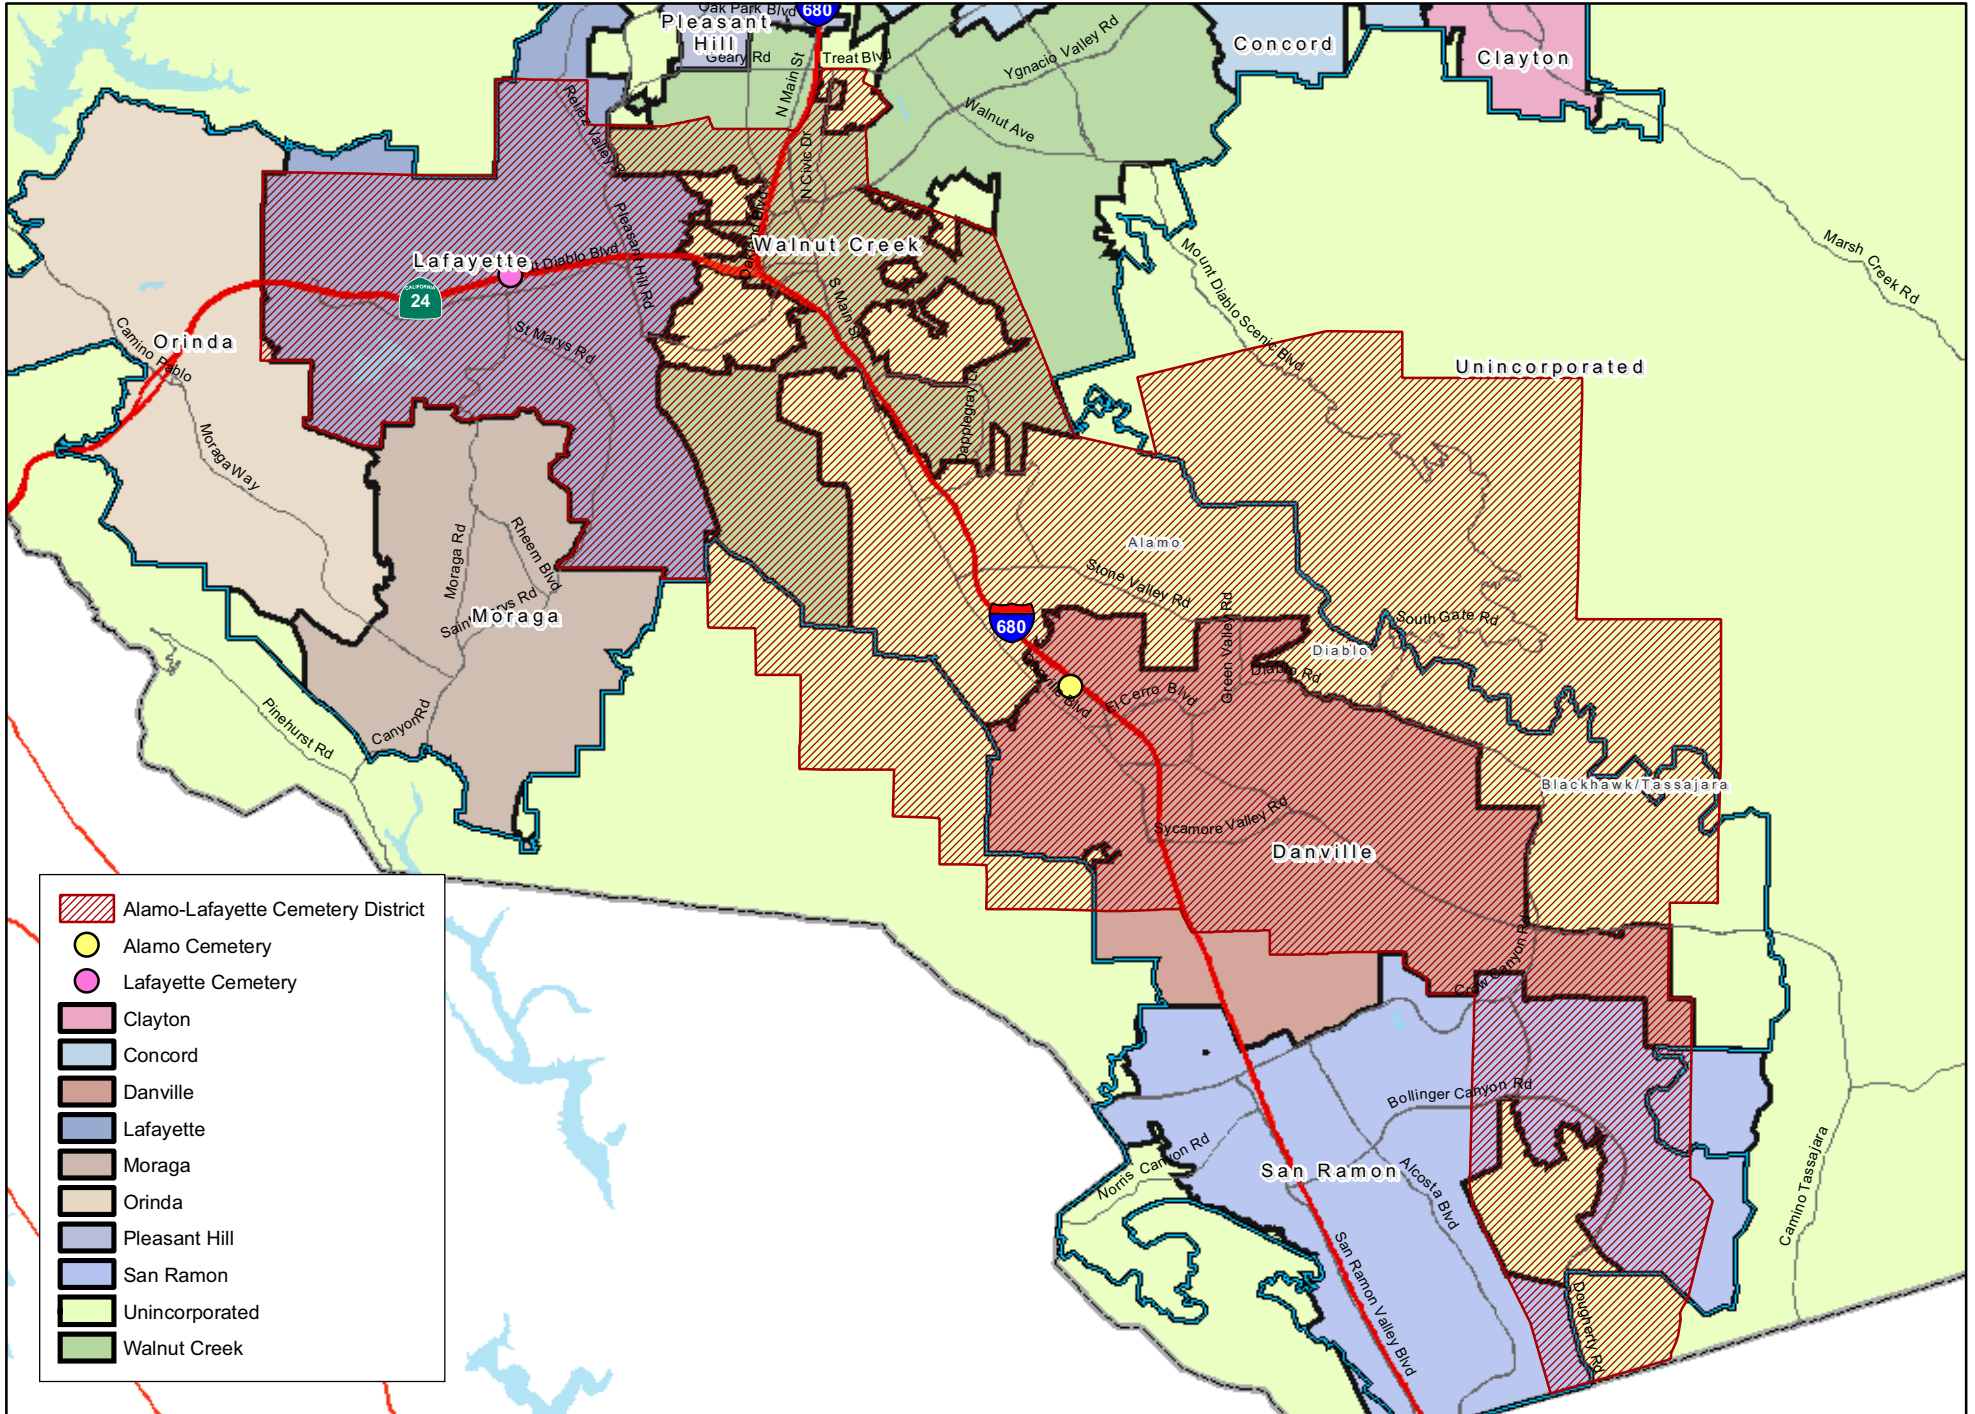 Oak Park Blvd
680
Pleasant
Hill
Geary Rd
Treat Blvd
N Main St
Ygnacio Valley Rd
Walnut Ave
Concord
Clayton
Reliez Valley Rd
N Civic Dr
Pleasant Hill Rd
Walnut Creek
Lafayette
t Diablo Blvd
CALIFORNIA
24
S Main St
Mount Diablo Scenic Blvd
Marsh Creek Rd
Orinda
Camino Pablo
St Marys Rd
Unincorporated
Dapplegray Ln
Moraga Way
Moraga Rd
Rheem Blvd
Alamo
Stone Valley Rd
Green Valley Rd
South Gate Rd
Moraga
680
Diablo
Diablo Rd
El Cerro Blvd
Canyon Rd
Pinehurst Rd
Blackhawk/Tassajara
Sycamore Valley Rd
Danville
Crow Canyon Rd
Bollinger Canyon Rd
Norris Canyon Rd
San Ramon
Alcosta Blvd
San Ramon Valley Blvd
Dougherty Rd
Camino Tassajara
Alamo-Lafayette Cemetery District
Alamo Cemetery
Lafayette Cemetery
Clayton
Concord
Danville
Lafayette
Moraga
Orinda
Pleasant Hill
San Ramon
Unincorporated
Walnut Creek